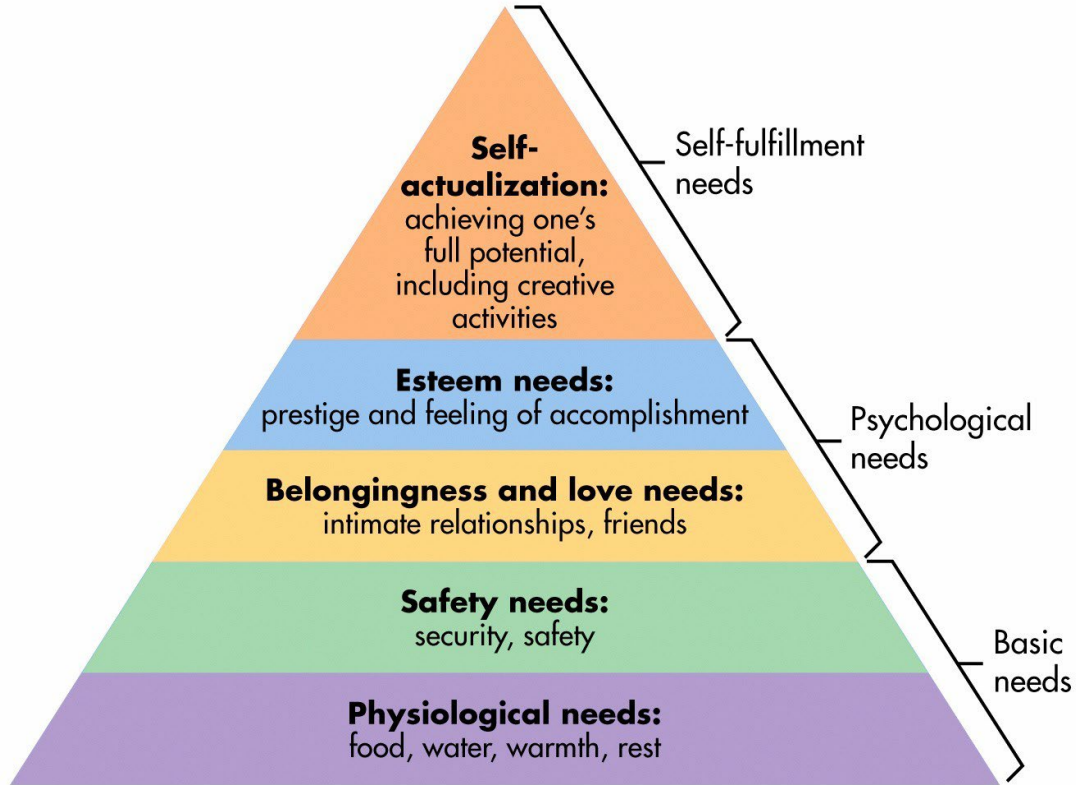 Self-
actualization:
achieving one’s
full potential,
including creative
activities
Self-fulfillment
needs
Esteem needs:
prestige and feeling of accomplishment
Psychological
needs
Belongingness and love needs:
intimate relationships, friends
Safety needs:
security, safety
Basic
needs
Physiological needs:
food, water, warmth, rest